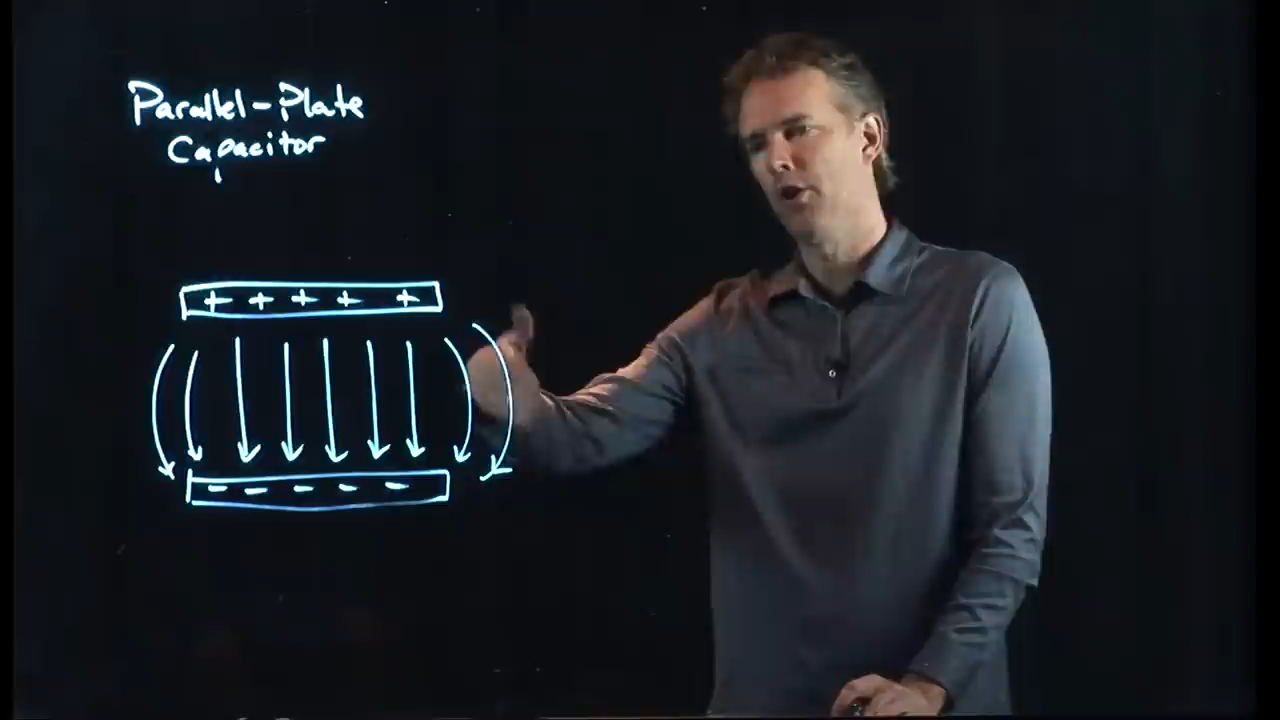 Parallel-Plate
Capacitor
+ + + + +
- - - - -